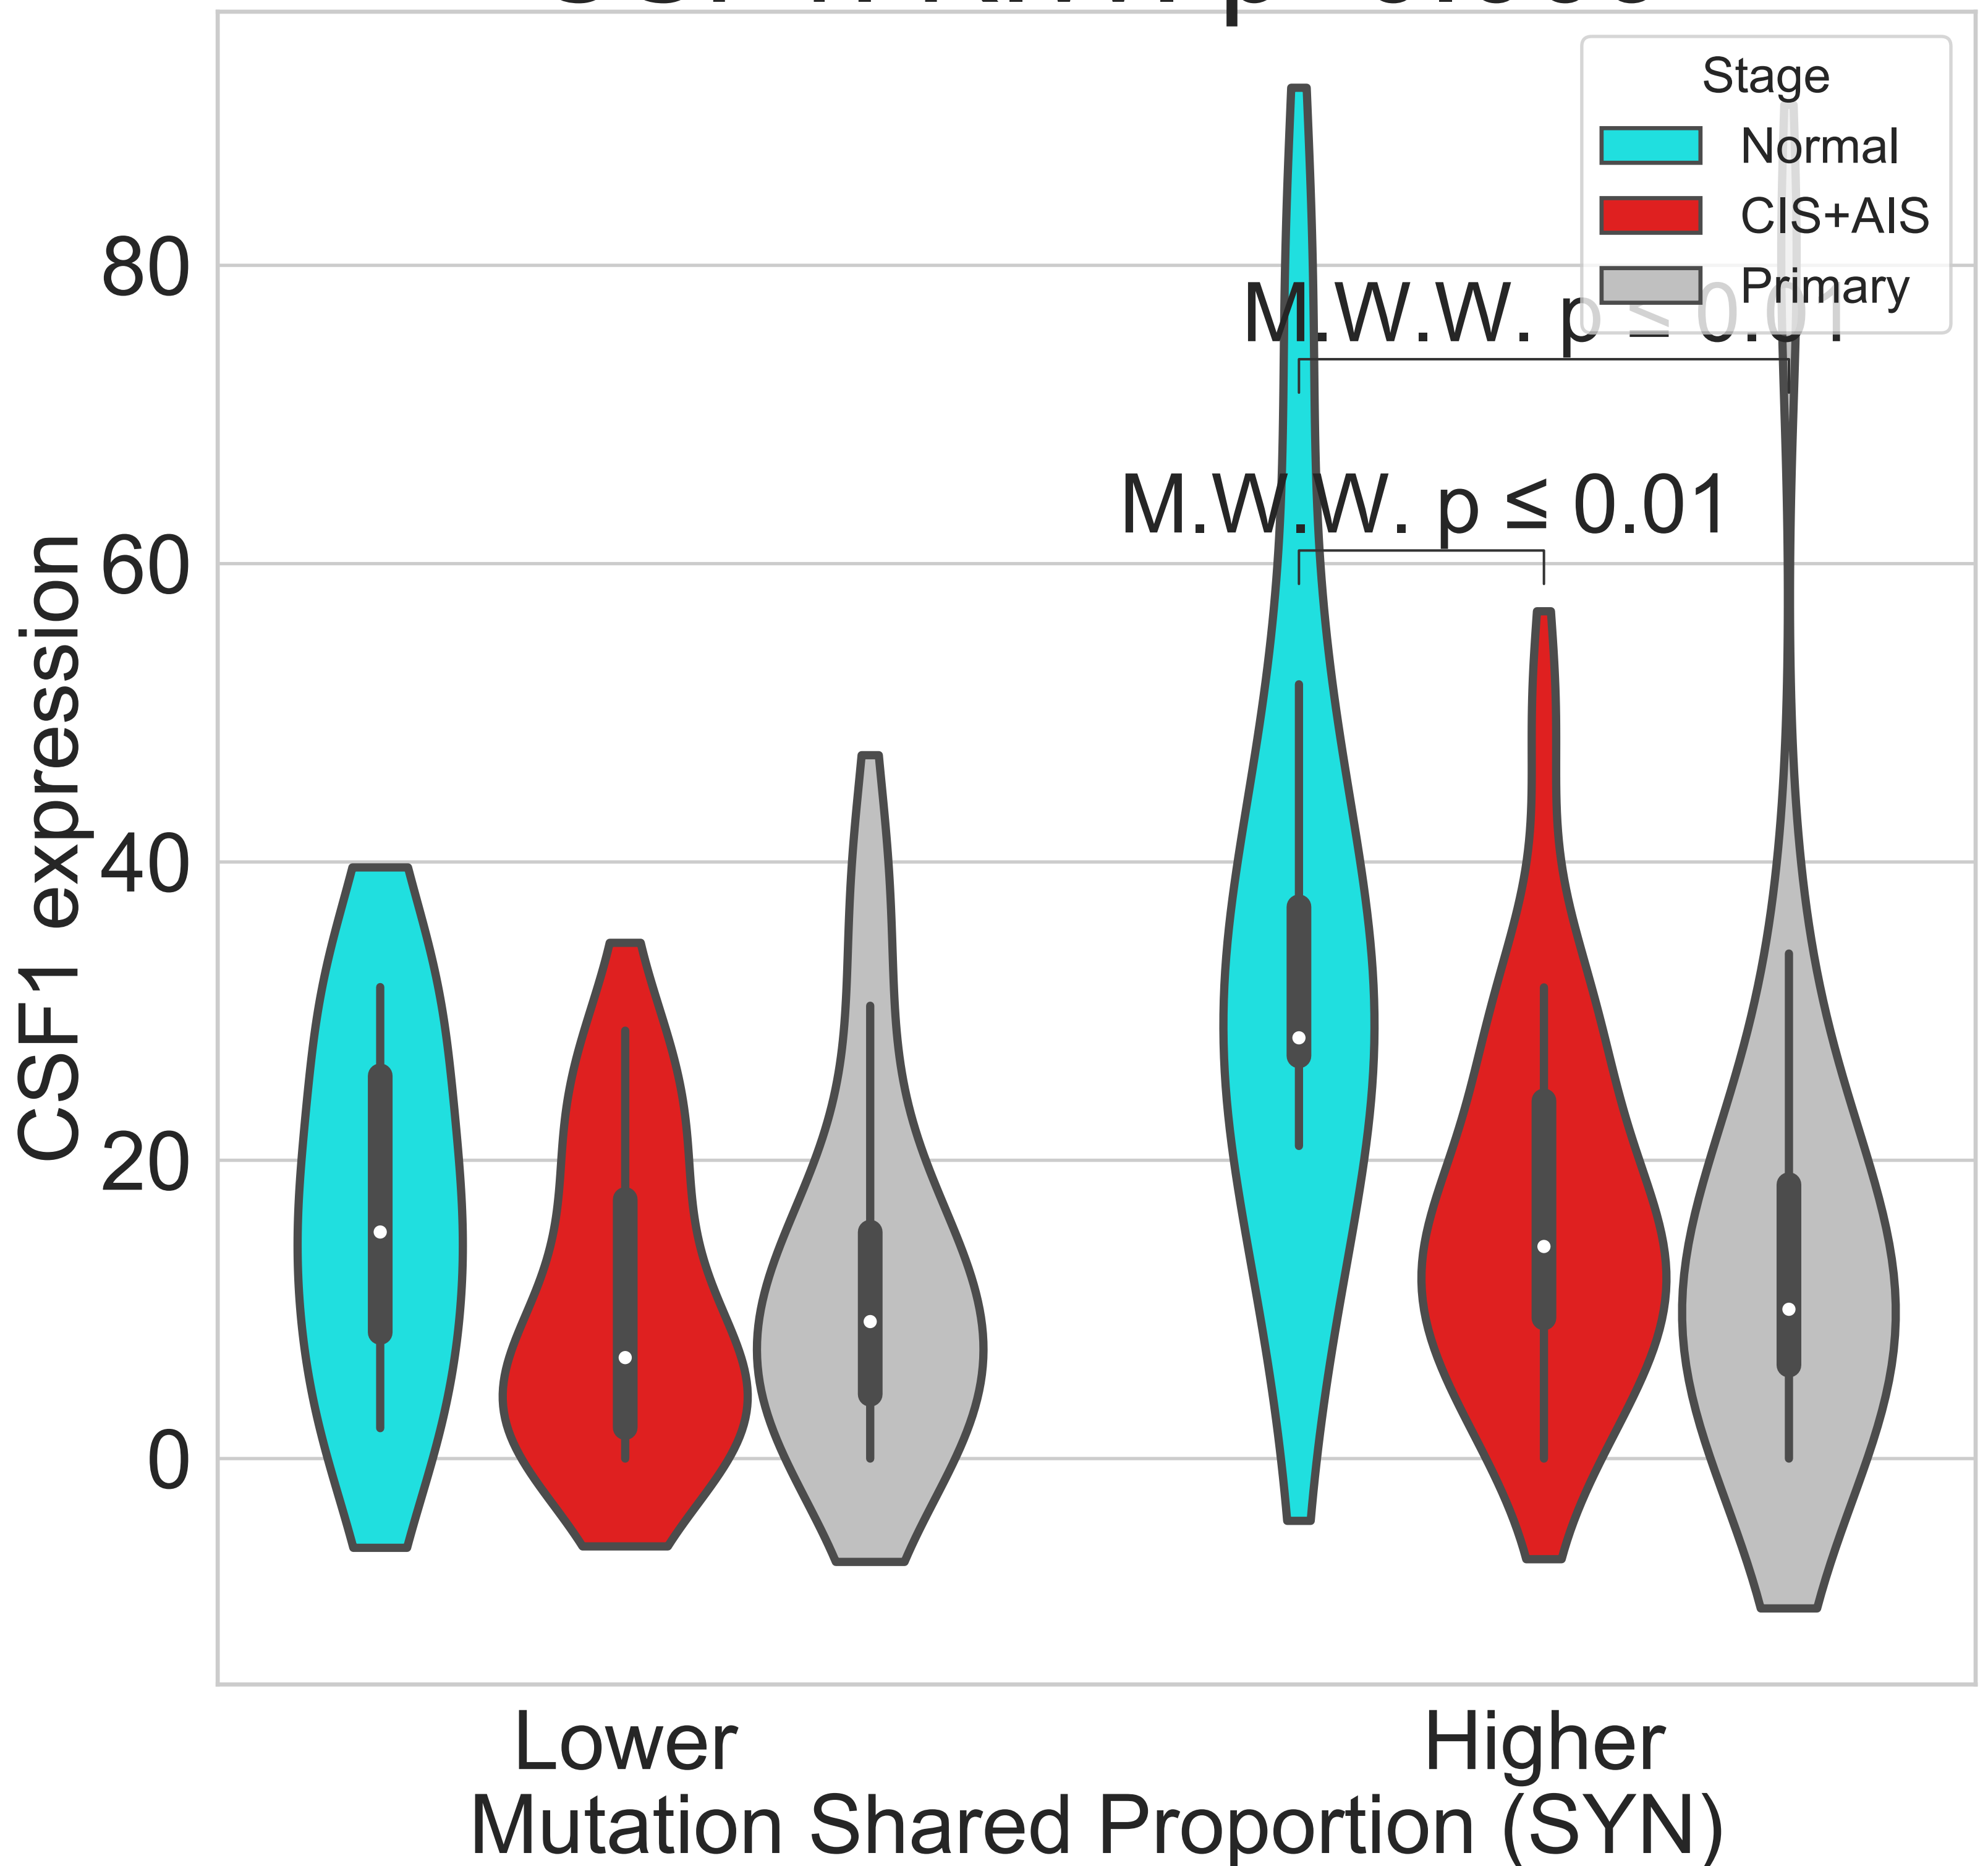 Stage
Normal
CIS+AIS
Primary
M.W.W. p ≤ 0.01
M.W.W. p ≤ 0.01
80
60
40
20
0
CSF1 expression
Lower
Higher
Mutation Shared Proportion (SYN)